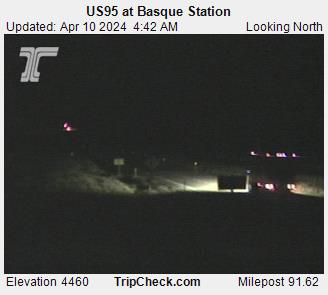 US95 at Basque Station
Updated: Apr 10 2024 4:42 AM Looking North
Elevation 4460 TripCheck.com Milepost 91.62